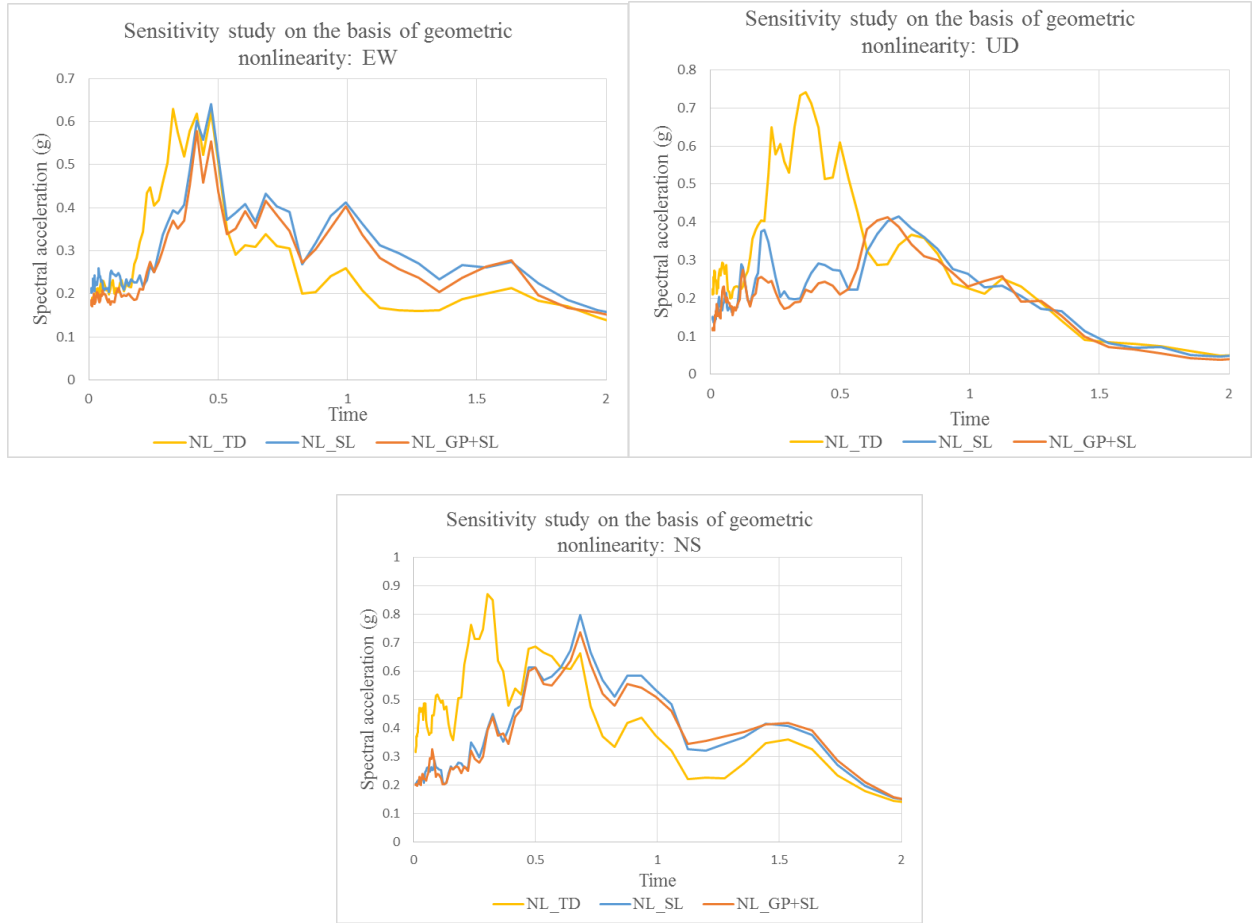 Sensitivity study on the basis of geometric
nonlinearity: EW
Spectral acceleration (g)
0.7
0.6
0.5
0.4
0.3
0.2
0.1
0
0 0.5 1 1.5 2
Time
NL_TD NL_SL NL_GP+SL
Sensitivity study on the basis of geometric
nonlinearity: UD
Spectral acceleration (g)
0.8
0.7
0.6
0.5
0.4
0.3
0.2
0.1
0
0 0.5 1 1.5 2
Time
NL_TD NL_SL NL_GP+SL
Sensitivity study on the basis of geometric
nonlinearity: NS
Spectral acceleration (g)
1
0.9
0.8
0.7
0.6
0.5
0.4
0.3
0.2
0.1
0
0 0.5 1 1.5 2
Time
NL_TD NL_SL NL_GP+SL